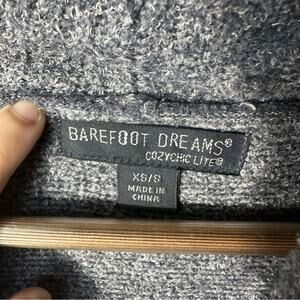 BAREFOOT DREAMS®
COZYCHIC LITE®
XS/S
MADE IN
CHINA